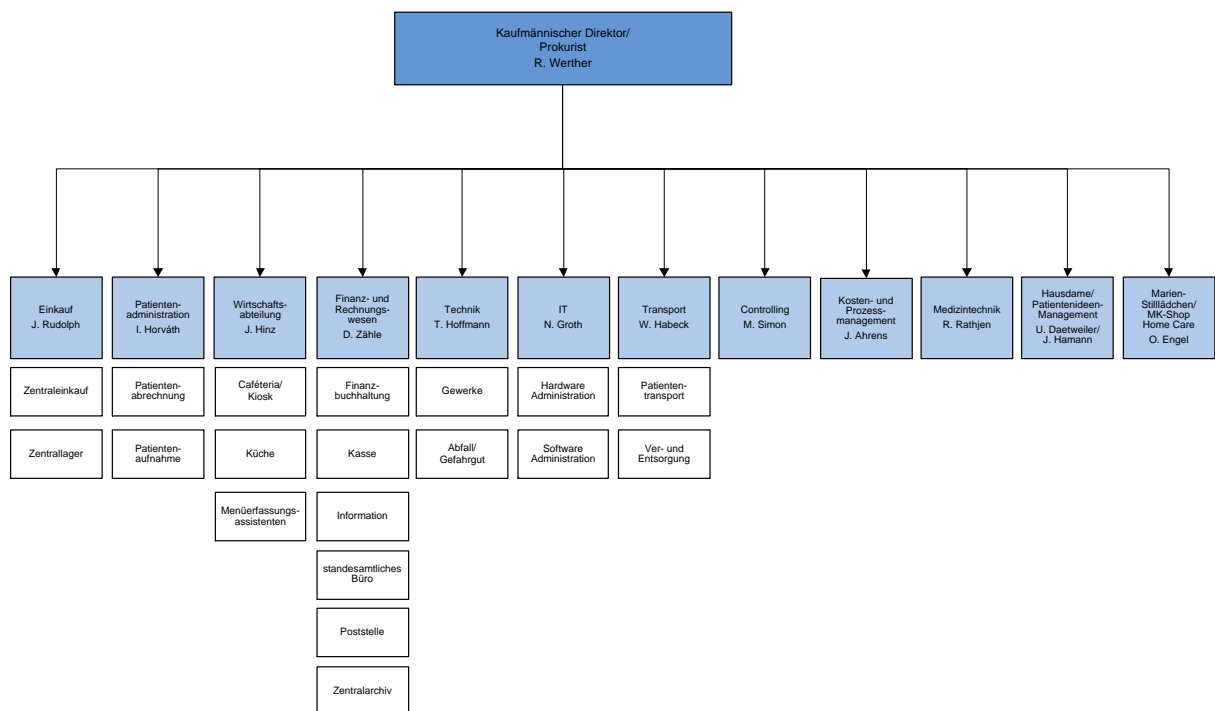 Kaufmännischer Direktor/
Prokurist
R. Werther
Einkauf
J. Rudolph
Patienten-
administration
I. Horváth
Wirtschafts-
abteilung
J. Hinz
Finanz- und
Rechnungs-
wesen
D. Zähle
Technik
T. Hoffmann
IT
N. Groth
Transport
W. Habeck
Controlling
M. Simon
Kosten- und
Prozess-
management
J. Ahrens
Medizintechnik
R. Rathjen
Hausdame/
Patientenideen-
Management
U. Daetweiler/
J. Hamann
Marien-
Stilllädchen/
MK-Shop
Home Care
O. Engel
Zentraleinkauf
Patienten-
abrechnung
Caféteria/
Kiosk
Finanz-
buchhaltung
Gewerke
Hardware
Administration
Patienten-
transport
Zentrallager
Patienten-
aufnahme
Küche
Kasse
Abfall/
Gefahrgut
Software
Administration
Ver- und
Entsorgung
Menüerfassungs-
assistenten
Information
standesamtliches
Büro
Poststelle
Zentralarchiv